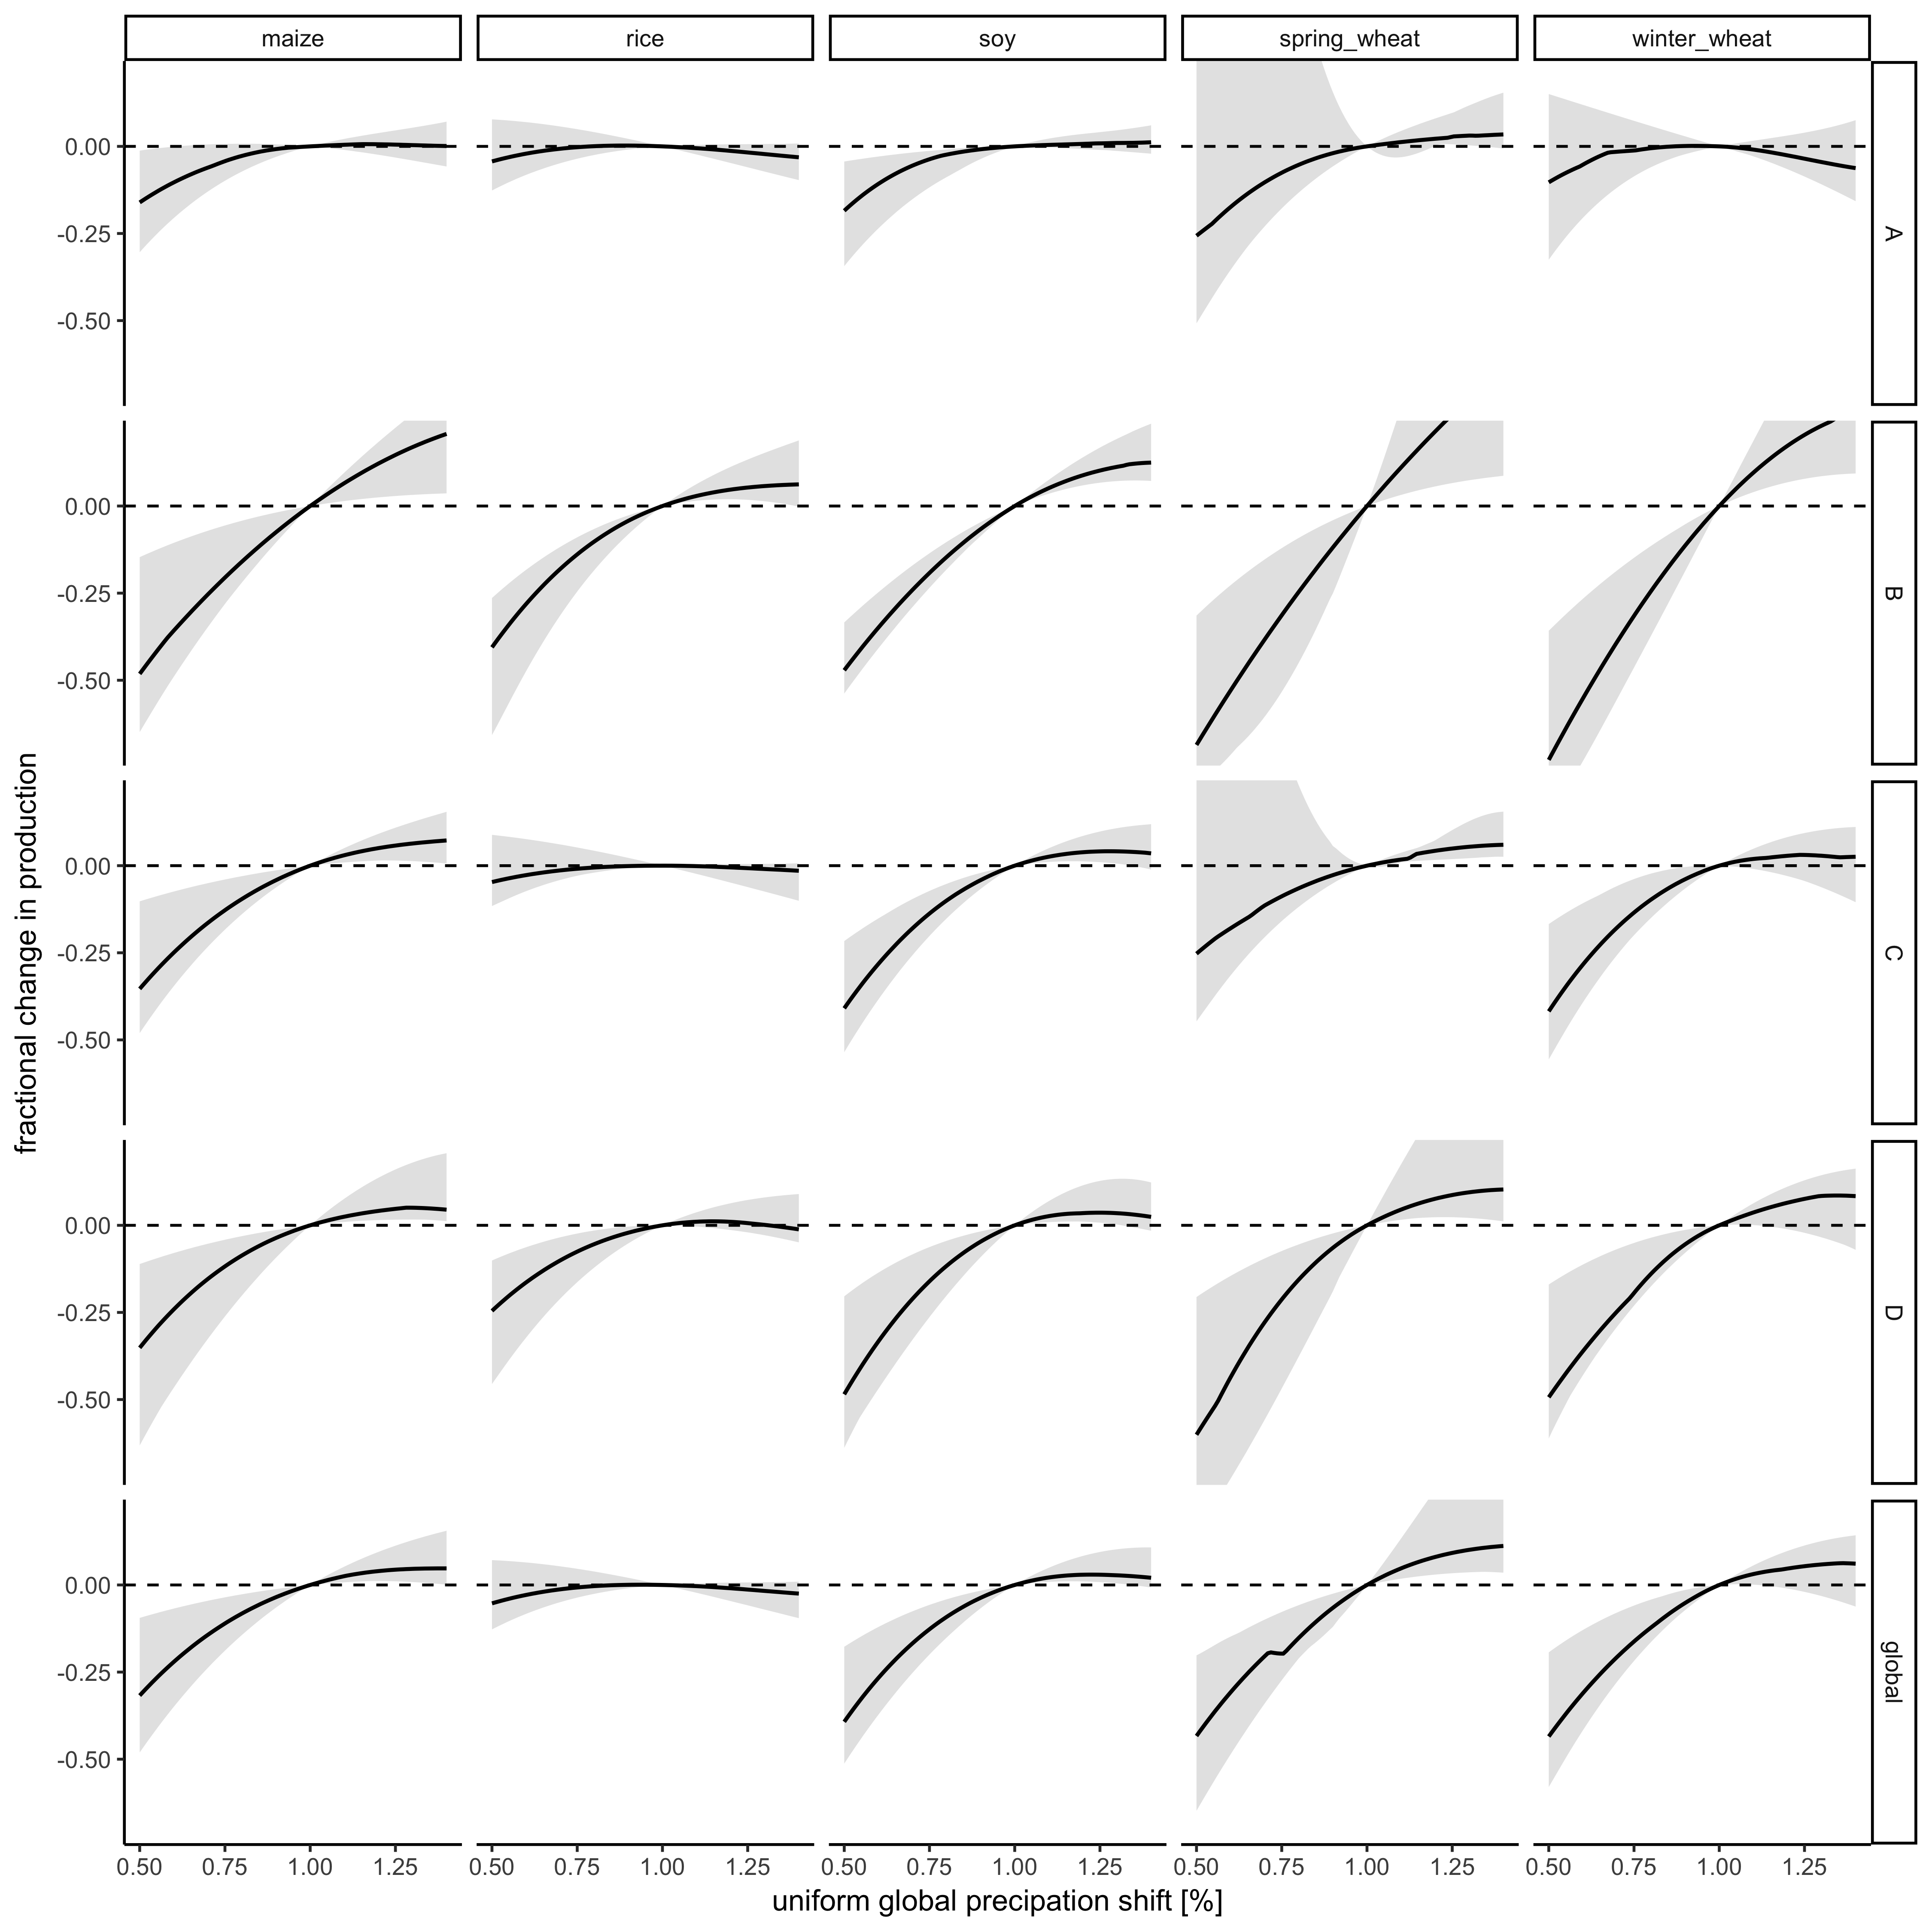 maize rice soy spring_wheat winter_wheat
0.00
-0.25
-0.50
A
0.00
-0.25
-0.50
B
fractional change in production
0.00
-0.25
-0.50
C
0.00
-0.25
-0.50
D
0.00
-0.25
-0.50
global
0.50 0.75 1.00 1.25 0.50 0.75 1.00 1.25 0.50 0.75 1.00 1.25 0.50 0.75 1.00 1.25 0.50 0.75 1.00 1.25
uniform global precipation shift [%]